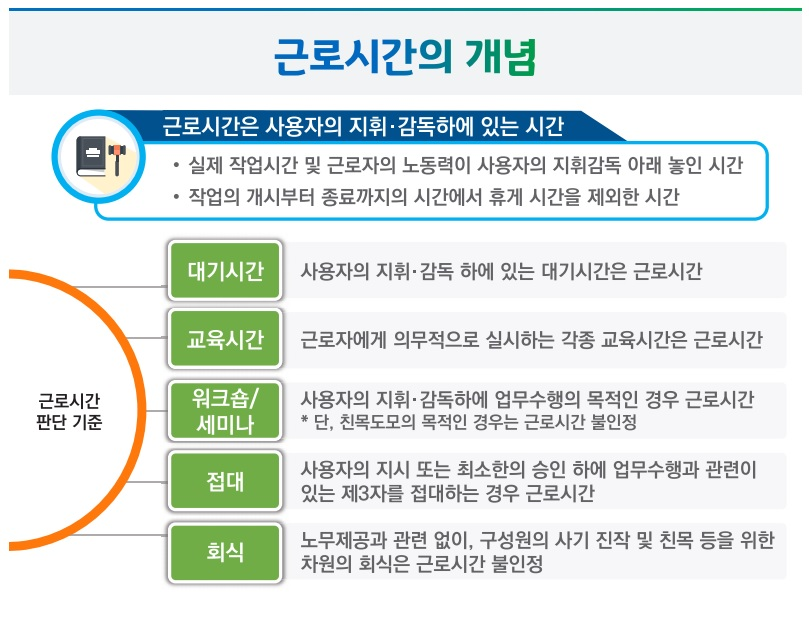 근로시간의 개념
근로시간은 사용자의 지휘·감독하에 있는 시간
• 실제 작업시간 및 근로자의 노동력이 사용자의 지휘감독 아래 놓인 시간
• 작업의 개시부터 종료까지의 시간에서 휴게 시간을 제외한 시간
근로시간
판단 기준
대기시간
사용자의 지휘·감독 하에 있는 대기시간은 근로시간
교육시간
근로자에게 의무적으로 실시하는 각종 교육시간은 근로시간
워크숍/
세미나
사용자의 지휘·감독하에 업무수행의 목적인 경우 근로시간
* 단, 친목도모의 목적인 경우는 근로시간 불인정
접대
사용자의 지시 또는 최소한의 승인 하에 업무수행과 관련이
있는 제3자를 접대하는 경우 근로시간
회식
노무제공과 관련 없이, 구성원의 사기 진작 및 친목 등을 위한
차원의 회식은 근로시간 불인정